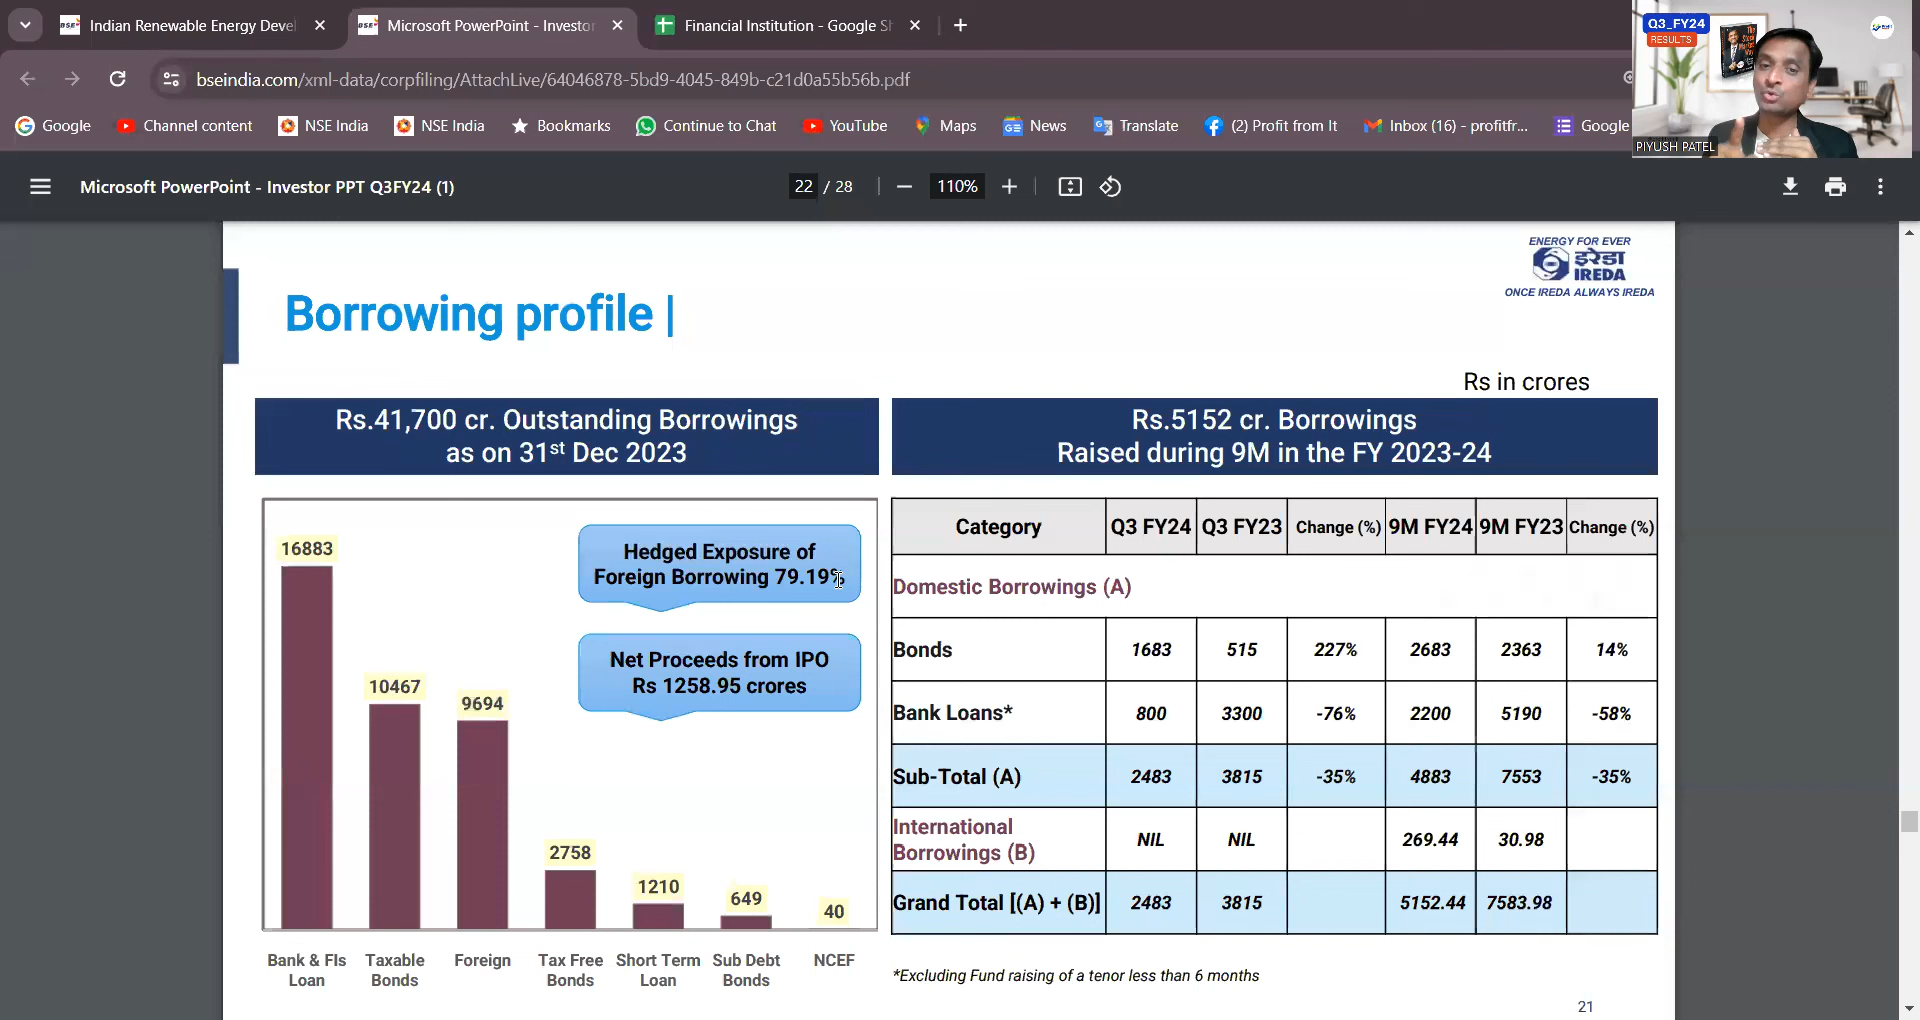 Indian Renewable Energy Devel
Microsoft PowerPoint - Investor
Financial Institution - Google Sh
bseindia.com/xml-data/corpfiling/AttachLive/64046878-5bd9-4045-849b-c21d0a55b56b.pdf
Google
Channel content
NSE India
NSE India
Bookmarks
Continue to Chat
YouTube
Maps
News
Translate
(2) Profit from It
Inbox (16) - profitfr...
Google
Q3_FY24
RESULTS
PIYUSH PATEL
Microsoft PowerPoint - Investor PPT Q3FY24 (1)
22 / 28
110%
ENERGY FOR EVER
इरेडा
IREDA
ONCE IREDA ALWAYS IREDA
Borrowing profile |
Rs in crores
Rs.41,700 cr. Outstanding Borrowings
as on 31st Dec 2023
Rs.5152 cr. Borrowings
Raised during 9M in the FY 2023-24
16883
10467
9694
2758
1210
649
40
Hedged Exposure of
Foreign Borrowing 79.19%
Net Proceeds from IPO
Rs 1258.95 crores
Bank & FIs Loan
Taxable Bonds
Foreign
Tax Free Bonds
Short Term Loan
Sub Debt Bonds
NCEF
Category Q3 FY24 Q3 FY23 Change (%) 9M FY24 9M FY23 Change (%)
Domestic Borrowings (A)
Bonds 1683 515 227% 2683 2363 14%
Bank Loans* 800 3300 -76% 2200 5190 -58%
Sub-Total (A) 2483 3815 -35% 4883 7553 -35%
International Borrowings (B) NIL NIL 269.44 30.98
Grand Total [(A) + (B)] 2483 3815 5152.44 7583.98
*Excluding Fund raising of a tenor less than 6 months
21